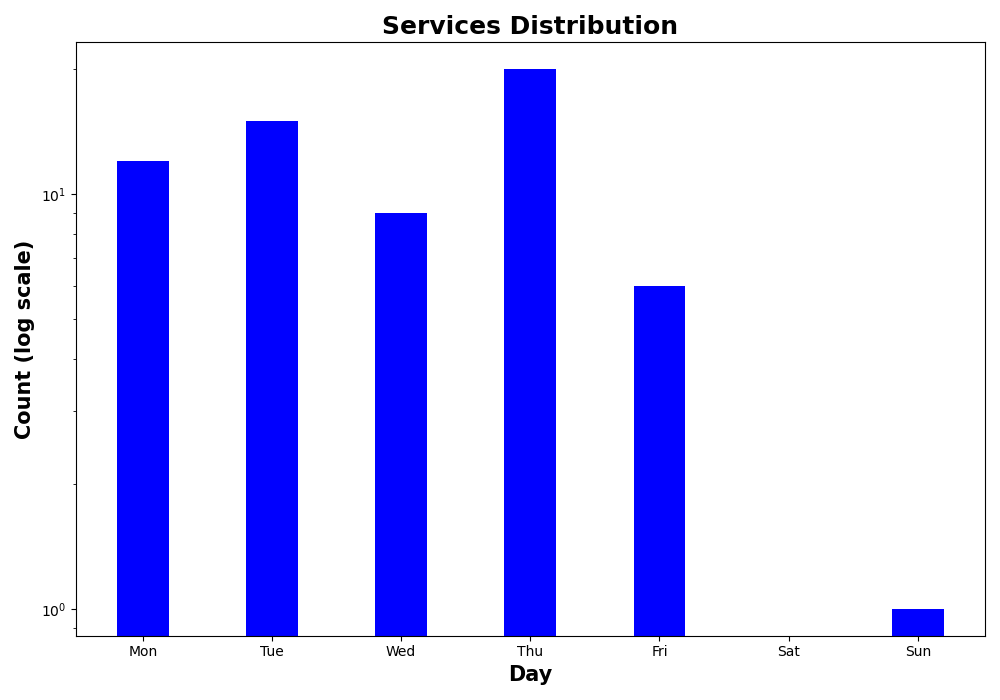 Services Distribution
Count (log scale)
10¹
10⁰
Mon Tue Wed Thu Fri Sat Sun
Day